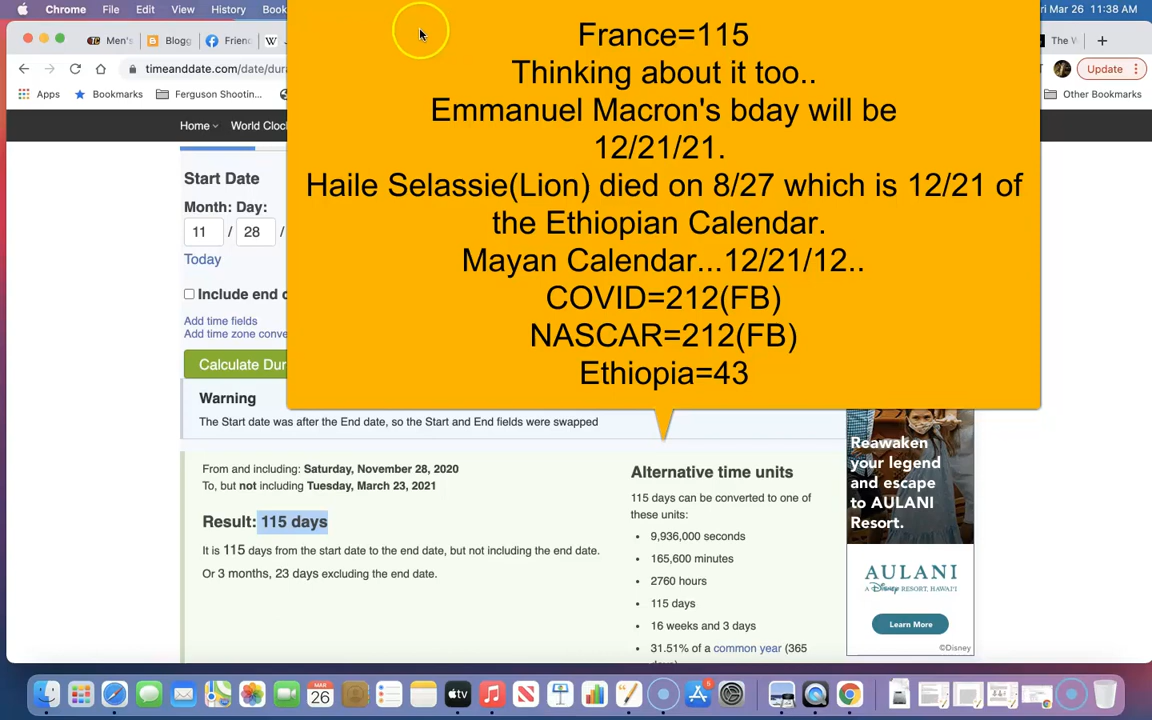 Chrome File Edit View History Book
Fri Mar 26 11:38 AM
Men's Blogg Friend W The W
timeanddate.com/date/dura
Update
Apps Bookmarks Ferguson Shootin...
Other Bookmarks
Home World Clock
France=115
Thinking about it too..
Emmanuel Macron's bday will be
12/21/21.
Haile Selassie(Lion) died on 8/27 which is 12/21 of
the Ethiopian Calendar.
Mayan Calendar...12/21/12..
COVID=212(FB)
NASCAR=212(FB)
Ethiopia=43
Start Date
Month: Day:
11 / 28 /
Today
Include end d
Add time fields
Add time zone conve
Calculate Dur
Warning
The Start date was after the End date, so the Start and End fields were swapped
From and including: Saturday, November 28, 2020
To, but not including Tuesday, March 23, 2021
Result: 115 days
It is 115 days from the start date to the end date, but not including the end date.
Or 3 months, 23 days excluding the end date.
Alternative time units
115 days can be converted to one of
these units:
9,936,000 seconds
165,600 minutes
2760 hours
115 days
16 weeks and 3 days
31.51% of a common year (365
Reawaken
your legend
and escape
to AULANI
Resort.
AULANI
A Disney RESORT, HAWAI'I
Learn More
©Disney
MAR
26
tv
5